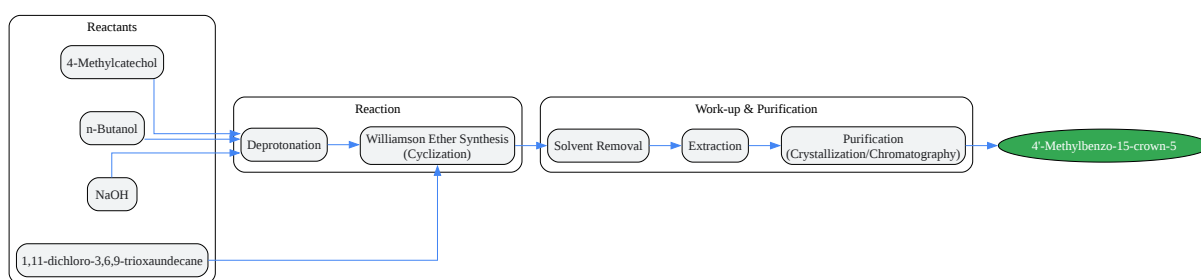 Reactants
4-Methylcatechol
n-Butanol
NaOH
1,11-dichloro-3,6,9-trioxaundecane
Reaction
Deprotonation
Williamson Ether Synthesis
(Cyclization)
Work-up & Purification
Solvent Removal
Extraction
Purification
(Crystallization/Chromatography)
4'-Methylbenzo-15-crown-5